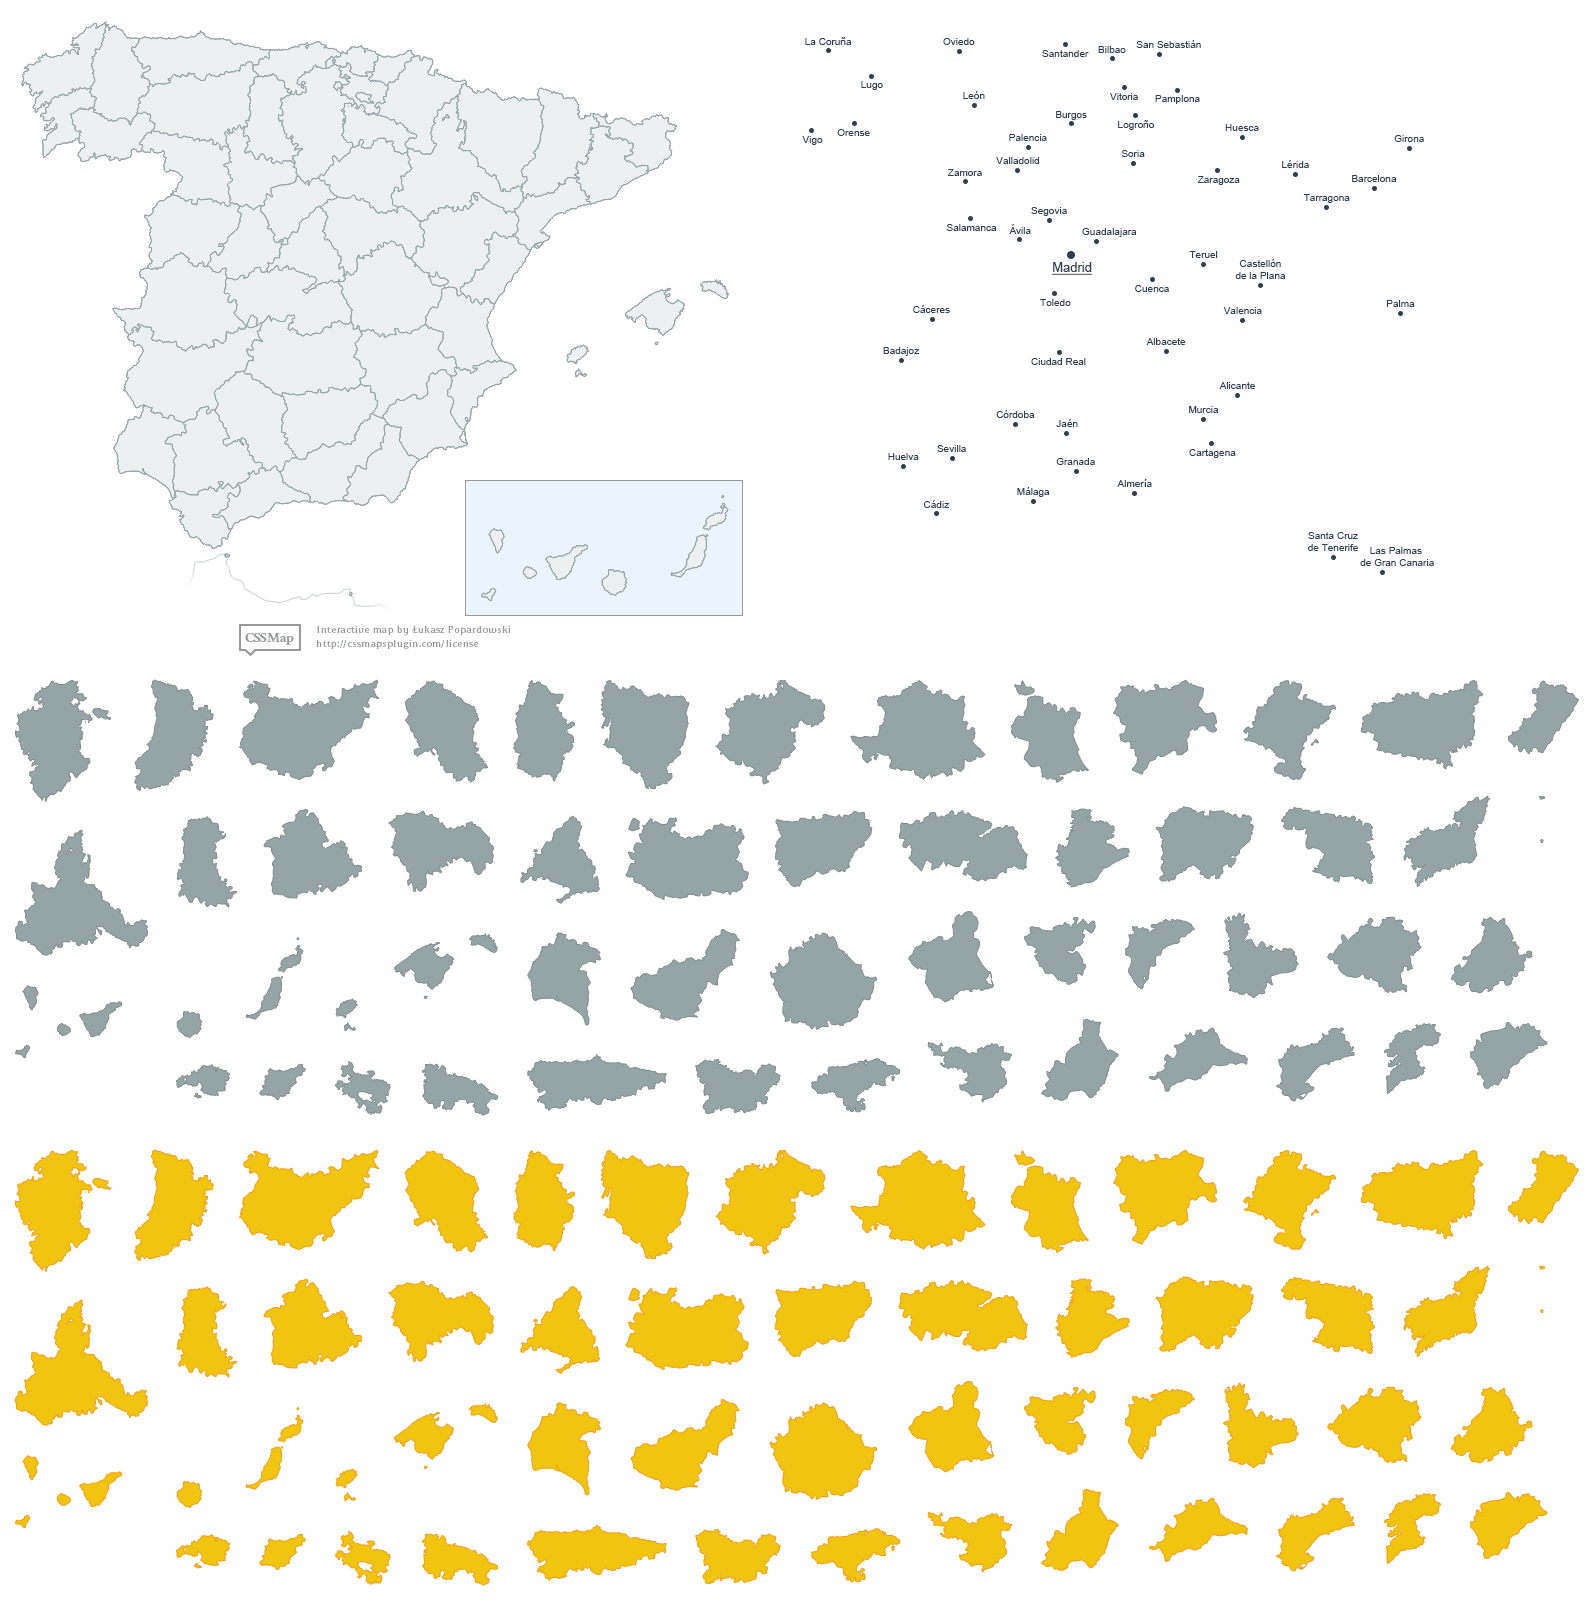 La Coruña
Oviedo
Santander
Bilbao
San Sebastián
Lugo
León
Vitoria
Pamplona
Burgos
Logroño
Vigo
Orense
Palencia
Huesca
Girona
Valladolid
Soria
Lérida
Zamora
Zaragoza
Barcelona
Tarragona
Segovia
Salamanca
Ávila
Guadalajara
Madrid
Teruel
Castellón
de la Plana
Cuenca
Toledo
Cáceres
Valencia
Palma
Badajoz
Albacete
Ciudad Real
Alicante
Córdoba
Jaén
Murcia
Huelva
Sevilla
Cartagena
Granada
Málaga
Almería
Cádiz
Santa Cruz
de Tenerife
Las Palmas
de Gran Canaria
CSSMap
Interactive map by Łukasz Popardowski
http://cssmapsplugin.com/license